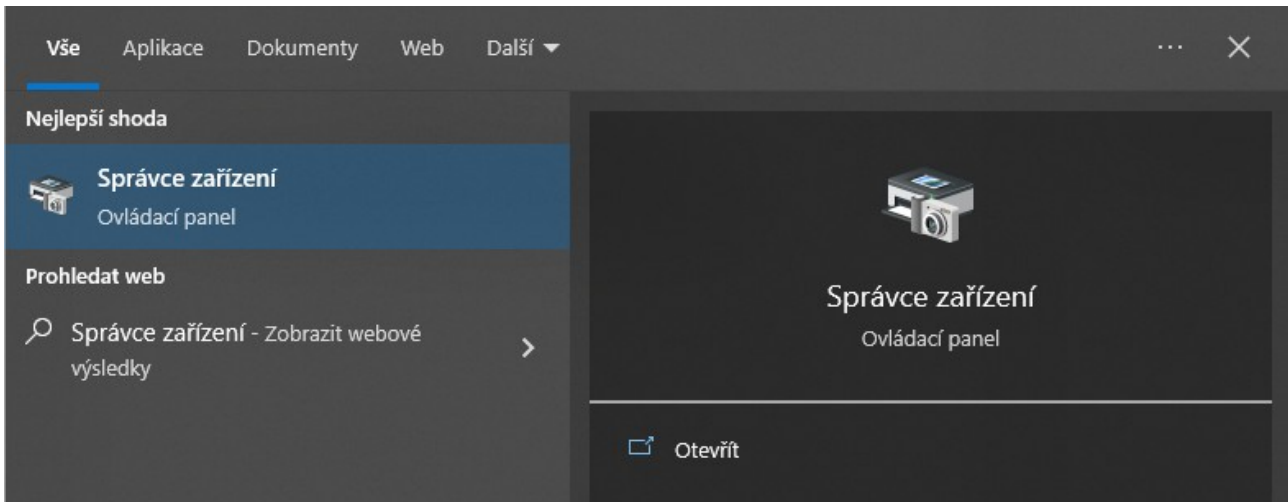 Vše Aplikace Dokumenty Web Další
Nejlepší shoda
Správce zařízení
Ovládací panel
Prohledat web
Správce zařízení - Zobrazit webové
výsledky
Správce zařízení
Ovládací panel
Otevřít